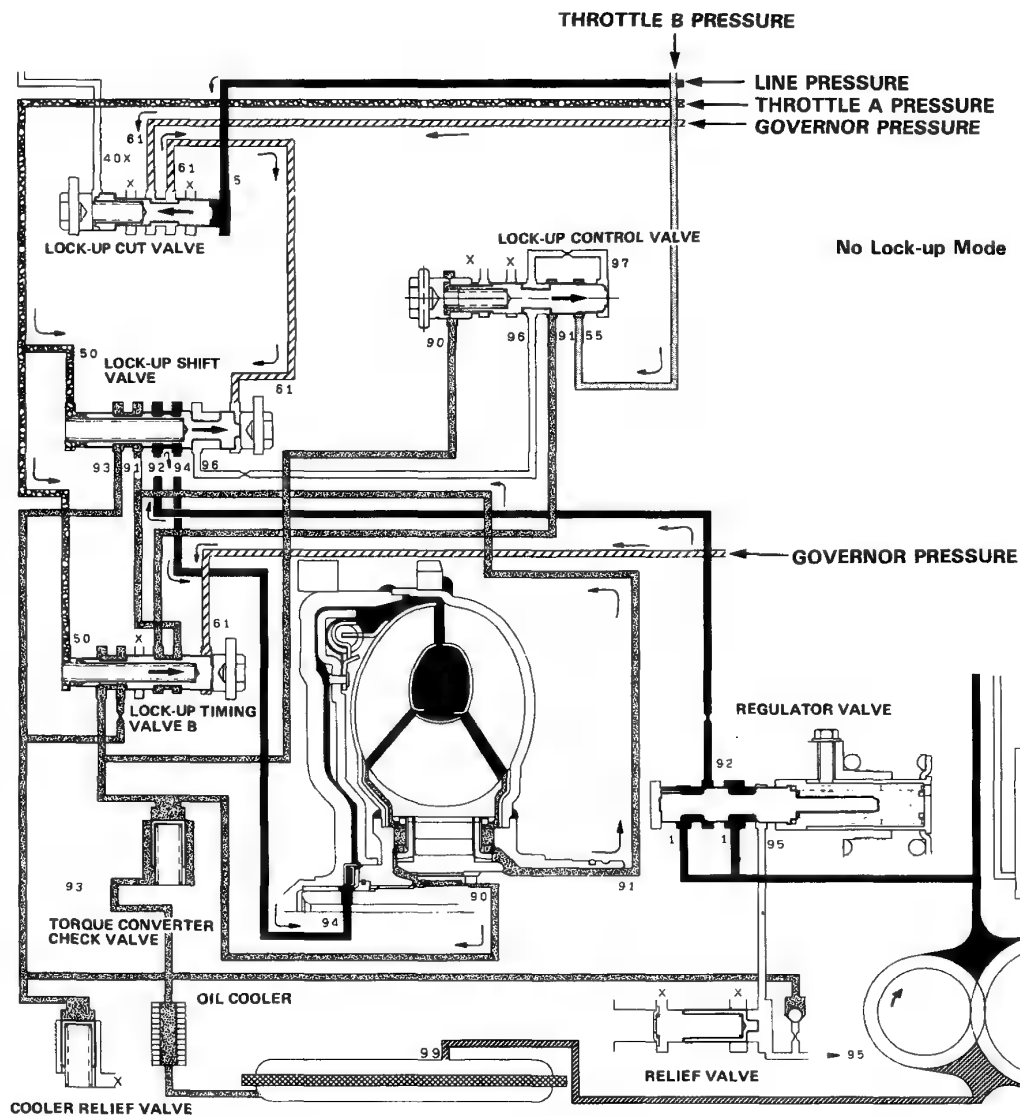 THROTTLE B PRESSURE
LINE PRESSURE
THROTTLE A PRESSURE
GOVERNOR PRESSURE
61
61
40X
5
X
X
LOCK-UP CUT VALVE
LOCK-UP CONTROL VALVE
No Lock-up Mode
X
X
97
90
96
91
55
50
LOCK-UP SHIFT
VALVE
61
93
91
92
94
96
GOVERNOR PRESSURE
50
X
61
LOCK-UP TIMING
VALVE B
REGULATOR VALVE
92
1
1
95
93
90
91
94
TORQUE CONVERTER
CHECK VALVE
OIL COOLER
X
X
99
95
RELIEF VALVE
X
COOLER RELIEF VALVE